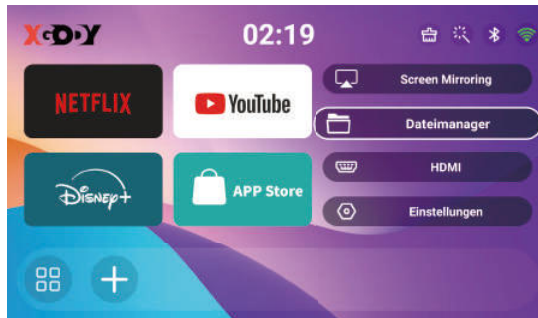 XGODY
02:19
NETFLIX
YouTube
Screen Mirroring
Dateimanager
Disney+
APP Store
HDMI
Einstellungen